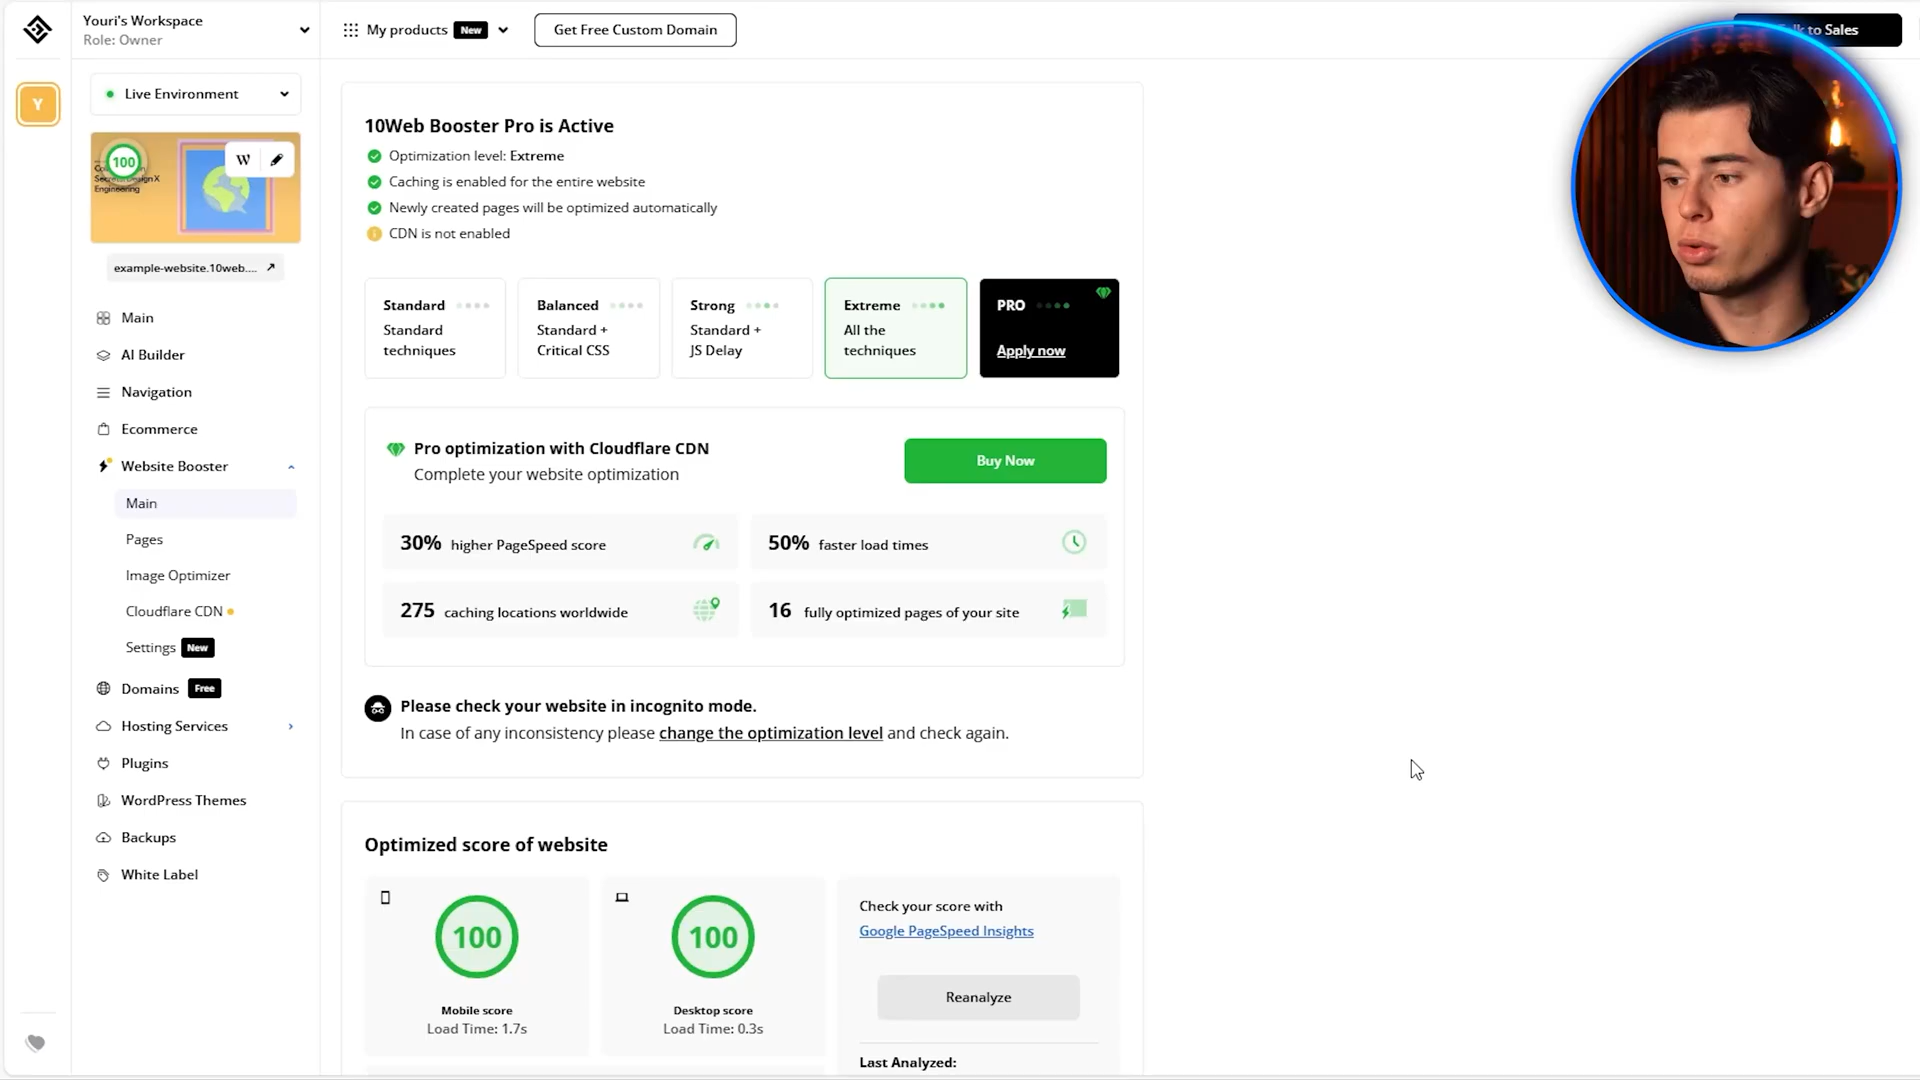 Youri's Workspace
Role: Owner
My products New
Get Free Custom Domain
to Sales
Y
Live Environment
100
W
Engineering
example-website.10web....
Main
AI Builder
Navigation
Ecommerce
Website Booster
Main
Pages
Image Optimizer
Cloudflare CDN
Settings New
Domains Free
Hosting Services
Plugins
WordPress Themes
Backups
White Label
10Web Booster Pro is Active
Optimization level: Extreme
Caching is enabled for the entire website
Newly created pages will be optimized automatically
CDN is not enabled
Standard
Standard
techniques
Balanced
Standard +
Critical CSS
Strong
Standard +
JS Delay
Extreme
All the
techniques
PRO
Apply now
Pro optimization with Cloudflare CDN
Complete your website optimization
Buy Now
30% higher PageSpeed score
50% faster load times
275 caching locations worldwide
16 fully optimized pages of your site
Please check your website in incognito mode.
In case of any inconsistency please change the optimization level and check again.
Optimized score of website
100
Mobile score
Load Time: 1.7s
100
Desktop score
Load Time: 0.3s
Check your score with
Google PageSpeed Insights
Reanalyze
Last Analyzed: